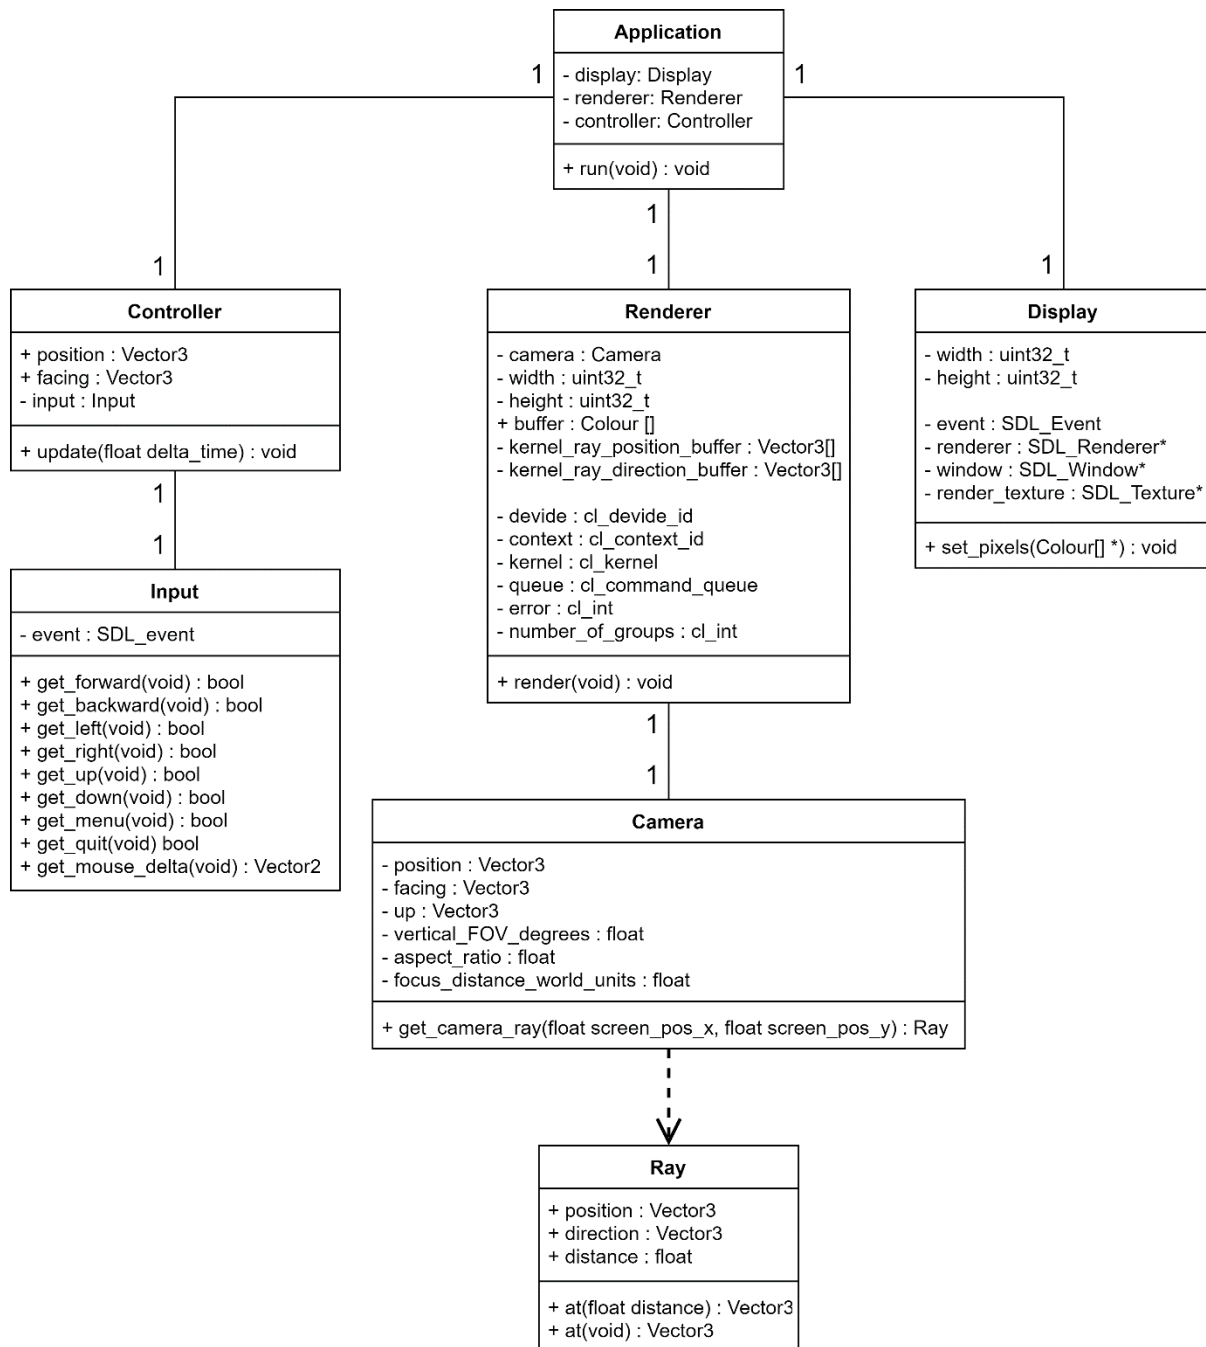 Application
- display: Display
- renderer: Renderer
- controller: Controller
+ run(void) : void
1
1
1
1
1
1
Controller
+ position : Vector3
+ facing : Vector3
- input : Input
+ update(float delta_time) : void
1
1
Input
- event : SDL_event
+ get_forward(void) : bool
+ get_backward(void) : bool
+ get_left(void) : bool
+ get_right(void) : bool
+ get_up(void) : bool
+ get_down(void) : bool
+ get_menu(void) : bool
+ get_quit(void) bool
+ get_mouse_delta(void) : Vector2
Renderer
- camera : Camera
- width : uint32_t
- height : uint32_t
+ buffer : Colour []
- kernel_ray_position_buffer : Vector3[]
- kernel_ray_direction_buffer : Vector3[]
- devide : cl_devide_id
- context : cl_context_id
- kernel : cl_kernel
- queue : cl_command_queue
- error : cl_int
- number_of_groups : cl_int
+ render(void) : void
1
1
Display
- width : uint32_t
- height : uint32_t
- event : SDL_Event
- renderer : SDL_Renderer*
- window : SDL_Window*
- render_texture : SDL_Texture*
+ set_pixels(Colour[] *) : void
Camera
- position : Vector3
- facing : Vector3
- up : Vector3
- vertical_FOV_degrees : float
- aspect_ratio : float
- focus_distance_world_units : float
+ get_camera_ray(float screen_pos_x, float screen_pos_y) : Ray
Ray
+ position : Vector3
+ direction : Vector3
+ distance : float
+ at(float distance) : Vector3
+ at(void) : Vector3